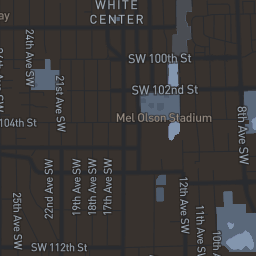 WHITE
CENTER
24th Ave SW
SW 100th St
21st Ave SW
SW 102nd St
Mel Olson Stadium
8th Ave SW
104th St
25th Ave SW
22nd Ave SW
19th Ave SW
18th Ave SW
17th Ave SW
12th Ave SW
11th Ave SW
10th
SW 112th St